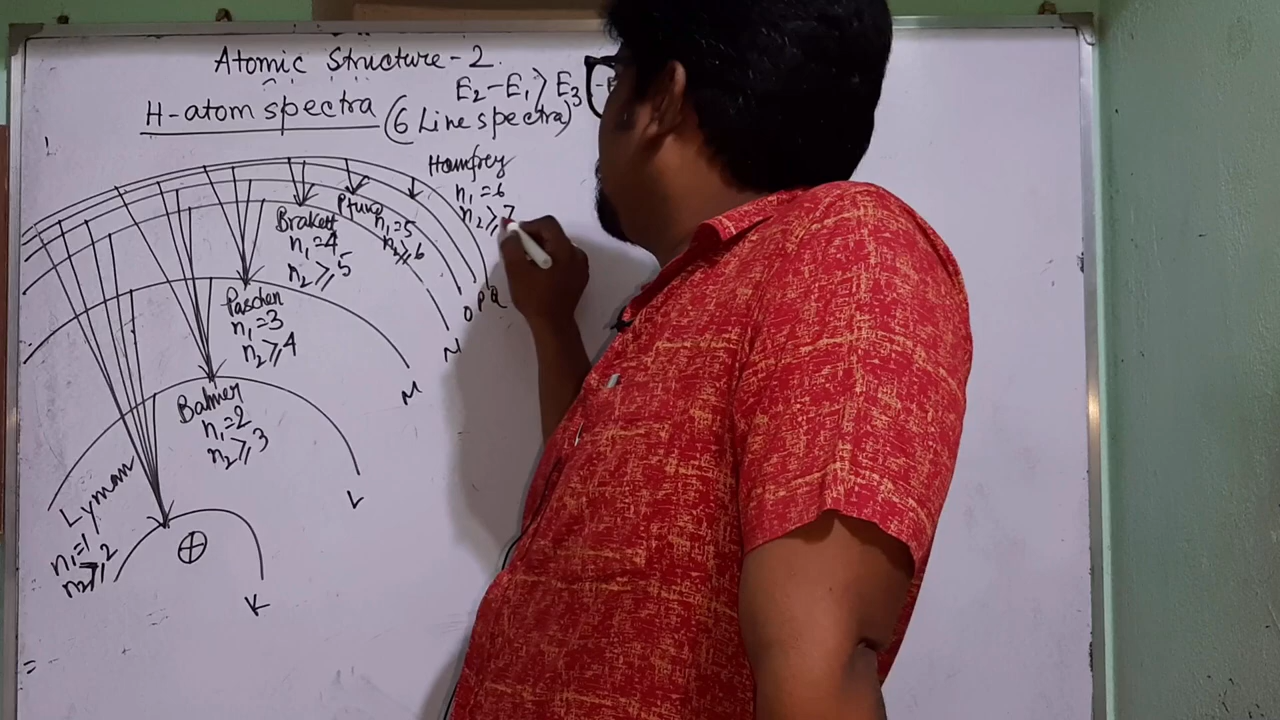 Atomic Structure-2.
E₂-E₁>E₃
H-atom spectra (6 Line spectra)
Homfrey
n₁=6
n₂⩾7
Pfund
n₁=5
n₂⩾6
Brakett
n₁=4
n₂⩾5
Paschen
n₁=3
n₂⩾4
Balmer
n₁=2
n₂⩾3
Lyman
n₁=1
n₂⩾2
K
L
M
N
O
P
Q